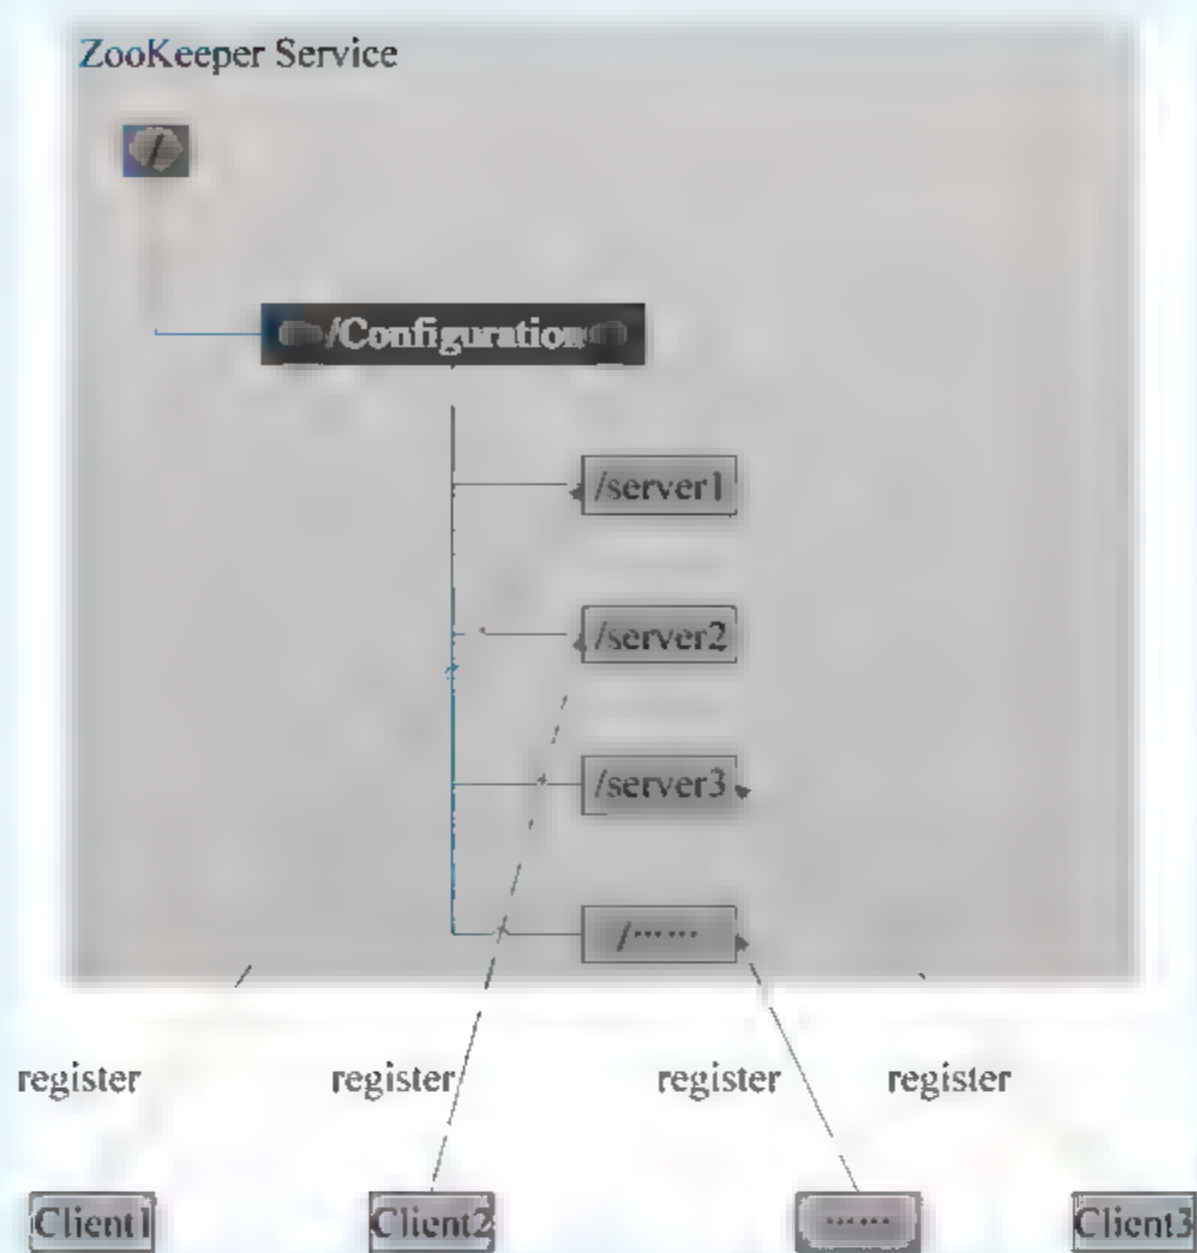 ZooKeeper Service
/
/Configuration
/server1
/server2
/server3
/······
register register register register
Client1 Client2 ······ Client3